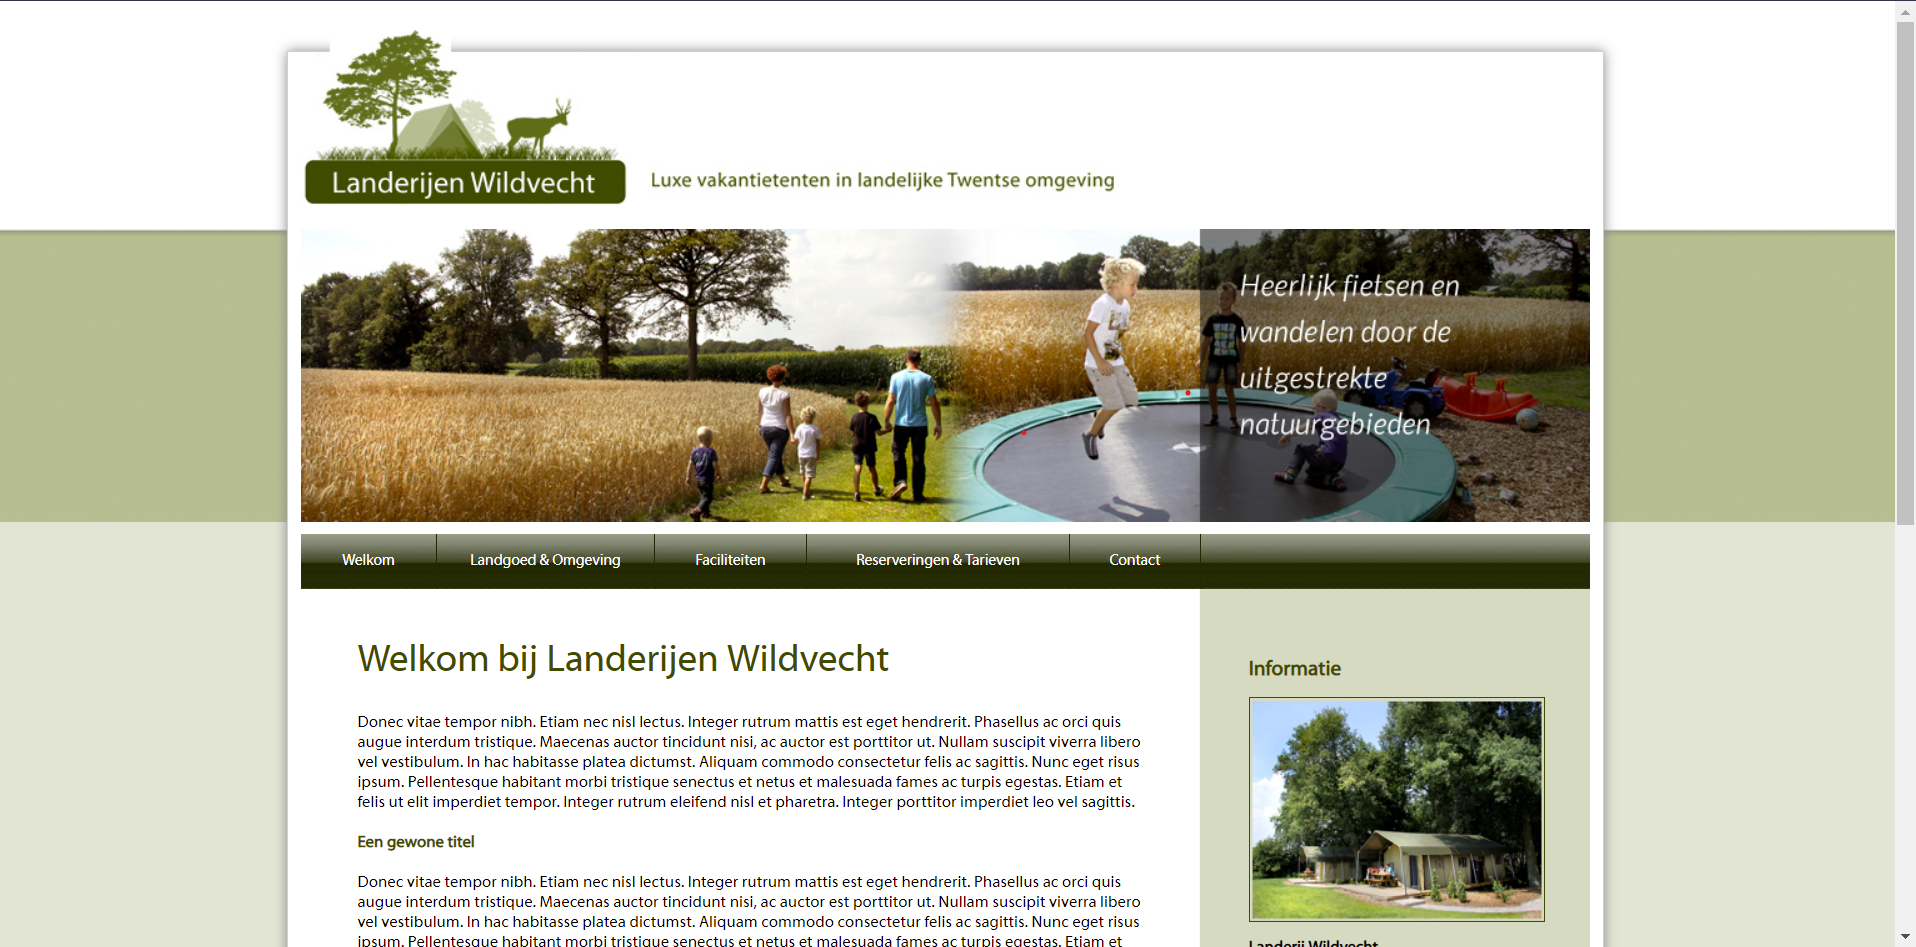 Landerijen Wildvecht
Luxe vakantietenten in landelijke Twentse omgeving
Heerlijk fietsen en
wandelen door de
uitgestrekte
natuurgebieden
Welkom
Landgoed & Omgeving
Faciliteiten
Reserveringen & Tarieven
Contact
Welkom bij Landerijen Wildvecht
Donec vitae tempor nibh. Etiam nec nisl lectus. Integer rutrum mattis est eget hendrerit. Phasellus ac orci quis
augue interdum tristique. Maecenas auctor tincidunt nisi, ac auctor est porttitor ut. Nullam suscipit viverra libero
vel vestibulum. In hac habitasse platea dictumst. Aliquam commodo consectetur felis ac sagittis. Nunc eget risus
ipsum. Pellentesque habitant morbi tristique senectus et netus et malesuada fames ac turpis egestas. Etiam et
felis ut elit imperdiet tempor. Integer rutrum eleifend nisl et pharetra. Integer porttitor imperdiet leo vel sagittis.
Een gewone titel
Donec vitae tempor nibh. Etiam nec nisl lectus. Integer rutrum mattis est eget hendrerit. Phasellus ac orci quis
augue interdum tristique. Maecenas auctor tincidunt nisi, ac auctor est porttitor ut. Nullam suscipit viverra libero
vel vestibulum. In hac habitasse platea dictumst. Aliquam commodo consectetur felis ac sagittis. Nunc eget risus
ipsum. Pellentesque habitant morbi tristique senectus et netus et malesuada fames ac turpis egestas. Etiam et
Informatie
Landerij Wildvecht